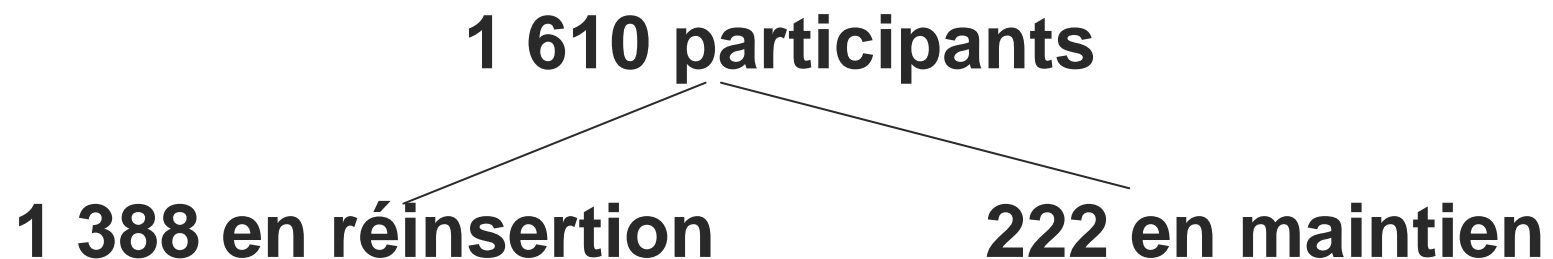 1 610 participants
1 388 en réinsertion
222 en maintien